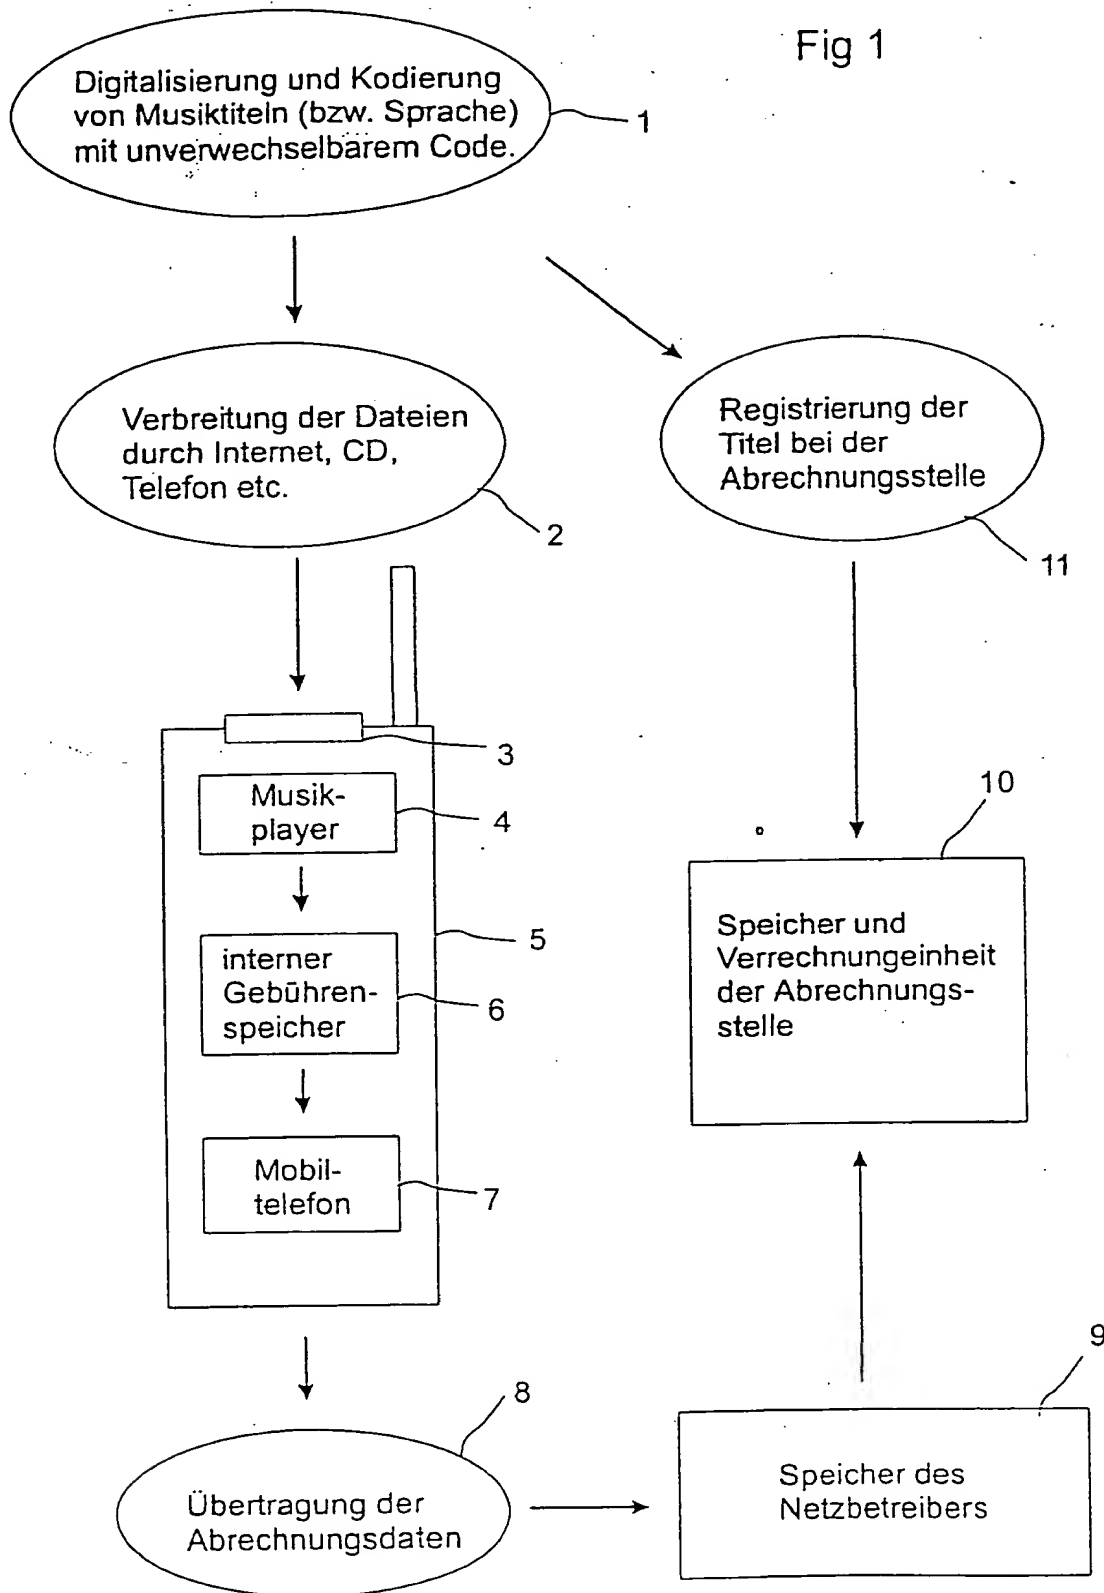 Fig 1
Digitalisierung und Kodierung
von Musiktiteln (bzw. Sprache)
mit unverwechselbarem Code.
1
Verbreitung der Dateien
durch Internet, CD,
Telefon etc.
2
Registrierung der
Titel bei der
Abrechnungsstelle
11
3
Musik-
player
4
5
interner
Gebühren-
speicher
6
Mobil-
telefon
7
10
Speicher und
Verrechnungeinheit
der Abrechnungs-
stelle
8
Übertragung der
Abrechnungsdaten
9
Speicher des
Netzbetreibers